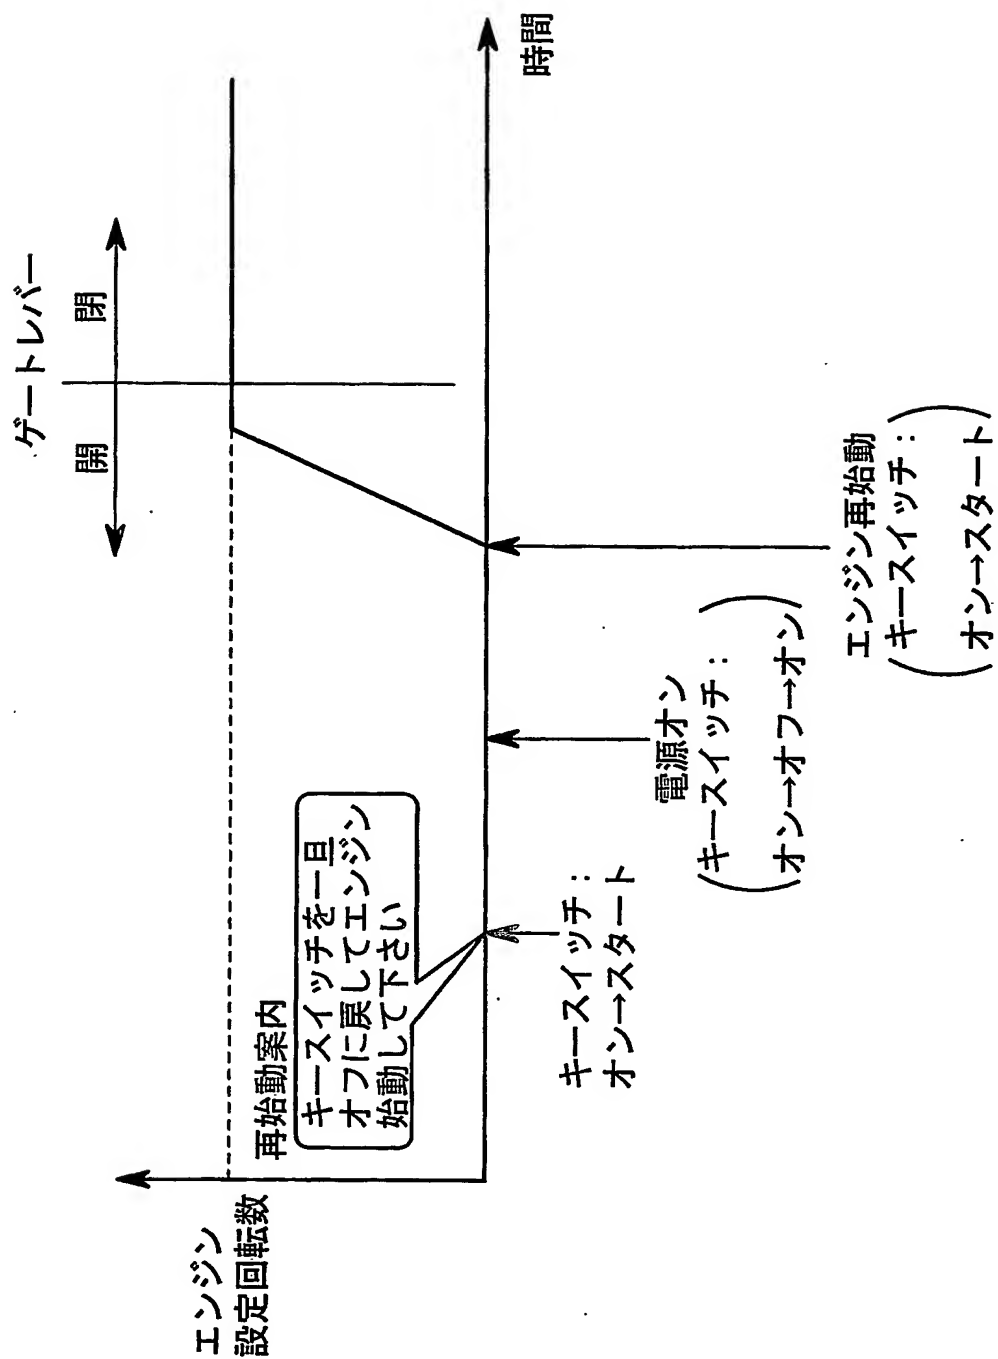 ゲートレバー
開
閉
エンジン
設定回転数
再始動案内
キースイッチを一旦
オフに戻してエンジン
始動して下さい
時間
キースイッチ:
オン→スタート
電源オン
(キースイッチ:
オン→オフ→オン)
エンジン再始動
(キースイッチ:
オン→スタート)